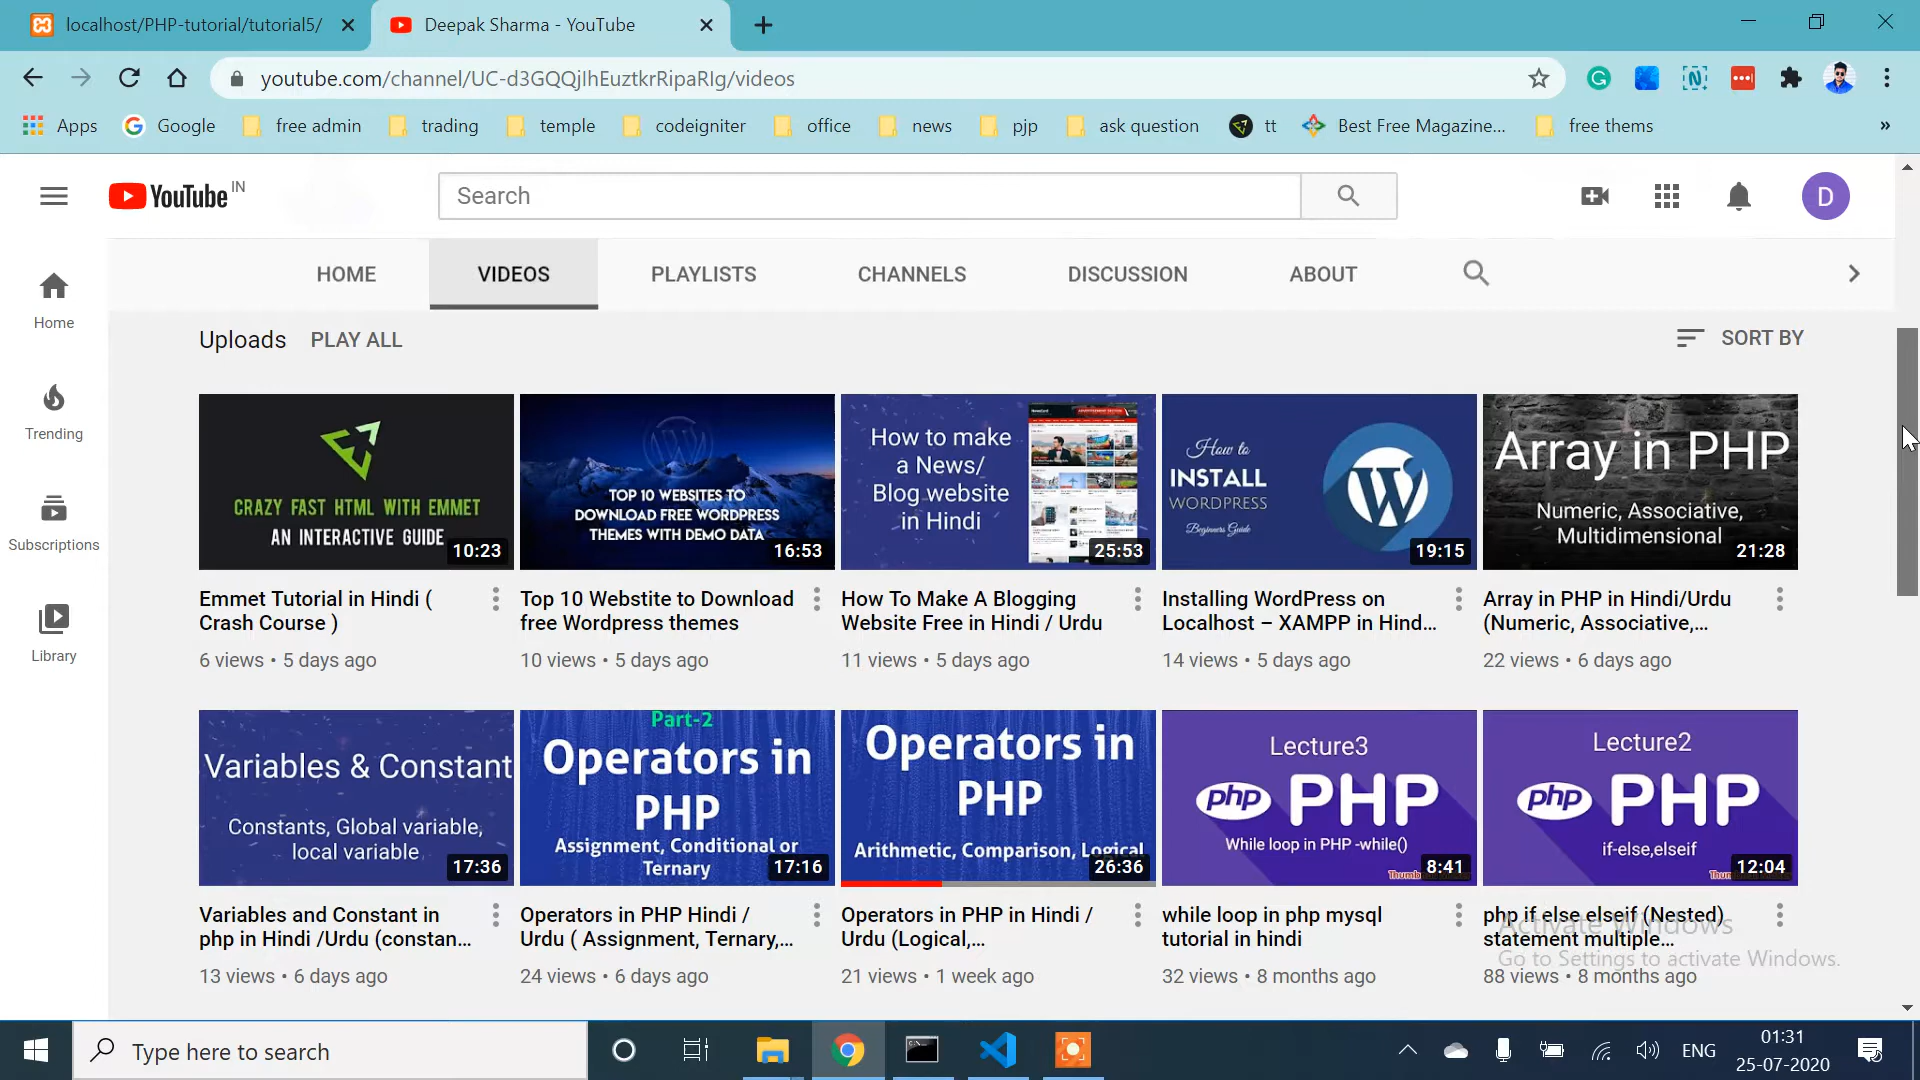 localhost/PHP-tutorial/tutorial5/
Deepak Sharma - YouTube
youtube.com/channel/UC-d3GQQjIhEuztkrRipaRIg/videos
Apps
Google
free admin
trading
temple
codeigniter
office
news
pjp
ask question
tt
Best Free Magazine...
free thems
»
YouTube IN
Search
D
HOME
VIDEOS
PLAYLISTS
CHANNELS
DISCUSSION
ABOUT
Home
Trending
Subscriptions
Library
Uploads
PLAY ALL
SORT BY
CRAZY FAST HTML WITH EMMET
AN INTERACTIVE GUIDE
10:23
TOP 10 WEBSITES TO
DOWNLOAD FREE WORDPRESS
THEMES WITH DEMO DATA
16:53
How to make
a News/
Blog website
in Hindi
25:53
How to
INSTALL
WORDPRESS
Beginners Guide
19:15
Array in PHP
Numeric, Associative,
Multidimensional
21:28
Emmet Tutorial in Hindi (
Crash Course )
6 views • 5 days ago
Top 10 Webstite to Download
free Wordpress themes
10 views • 5 days ago
How To Make A Blogging
Website Free in Hindi / Urdu
11 views • 5 days ago
Installing WordPress on
Localhost – XAMPP in Hind...
14 views • 5 days ago
Array in PHP in Hindi/Urdu
(Numeric, Associative,...
22 views • 6 days ago
Variables & Constant
Constants, Global variable,
local variable
17:36
Part-2
Operators in
PHP
Assignment, Conditional or
Ternary
17:16
Operators in
PHP
Arithmetic, Comparison, Logical
26:36
Lecture3
php PHP
While loop in PHP -while()
8:41
Lecture2
php PHP
if-else,elseif
12:04
Variables and Constant in
php in Hindi /Urdu (constan...
13 views • 6 days ago
Operators in PHP Hindi /
Urdu ( Assignment, Ternary,...
24 views • 6 days ago
Operators in PHP in Hindi /
Urdu (Logical,...
21 views • 1 week ago
while loop in php mysql
tutorial in hindi
32 views • 8 months ago
php if else elseif (Nested)
statement multiple...
88 views • 8 months ago
Activate Windows
Go to Settings to activate Windows.
Type here to search
ENG
01:31
25-07-2020